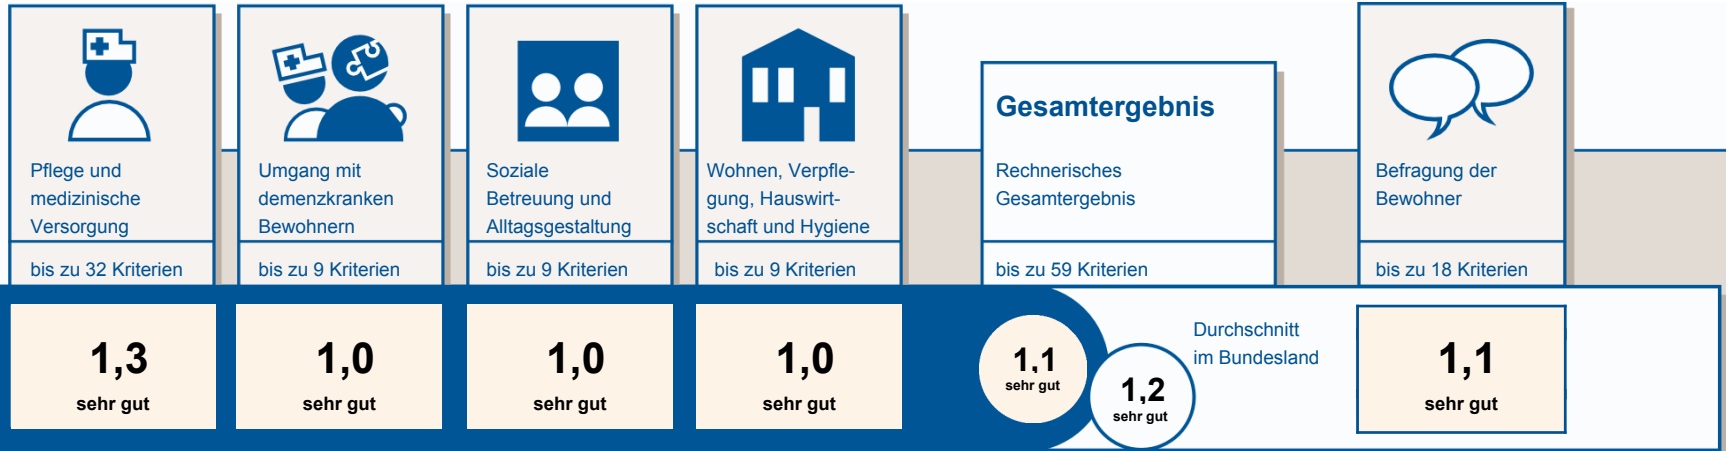 Pflege und
medizinische
Versorgung
bis zu 32 Kriterien
1,3
sehr gut
Umgang mit
demenzkranken
Bewohnern
bis zu 9 Kriterien
1,0
sehr gut
Soziale
Betreuung und
Alltagsgestaltung
bis zu 9 Kriterien
1,0
sehr gut
Wohnen, Verpfle-
gung, Hauswirt-
schaft und Hygiene
bis zu 9 Kriterien
1,0
sehr gut
Gesamtergebnis
Rechnerisches
Gesamtergebnis
bis zu 59 Kriterien
1,1
sehr gut
Durchschnitt
im Bundesland
1,2
sehr gut
Befragung der
Bewohner
bis zu 18 Kriterien
1,1
sehr gut